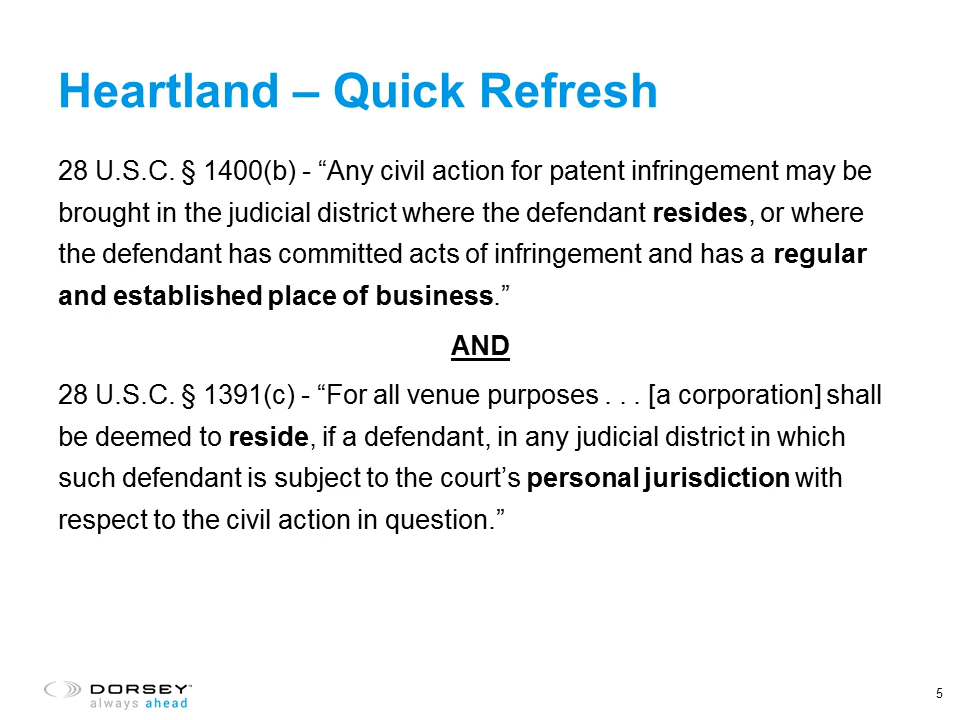 Heartland – Quick Refresh
28 U.S.C. § 1400(b) - “Any civil action for patent infringement may be
brought in the judicial district where the defendant resides, or where
the defendant has committed acts of infringement and has a regular
and established place of business.”
AND
28 U.S.C. § 1391(c) - “For all venue purposes . . . [a corporation] shall
be deemed to reside, if a defendant, in any judicial district in which
such defendant is subject to the court’s personal jurisdiction with
respect to the civil action in question.”
DORSEY™
always ahead
5